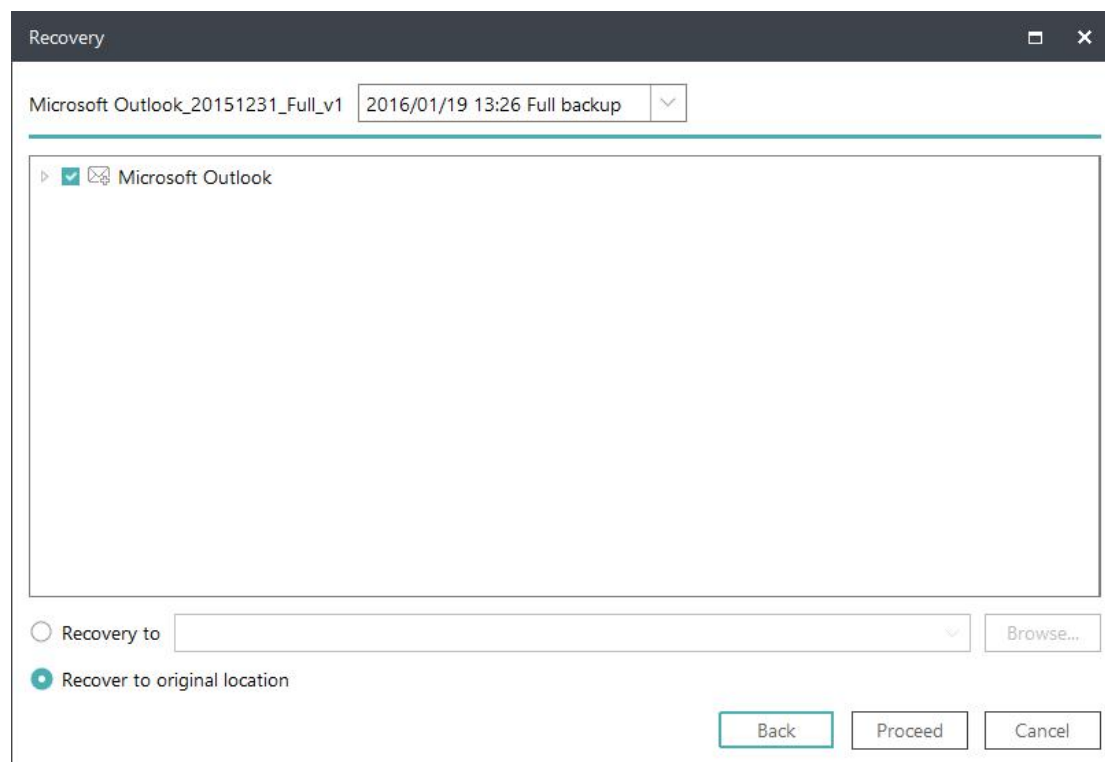 Recovery
Microsoft Outlook_20151231_Full_v1 2016/01/19 13:26 Full backup
Microsoft Outlook
Recovery to Browse...
Recover to original location
Back Proceed Cancel